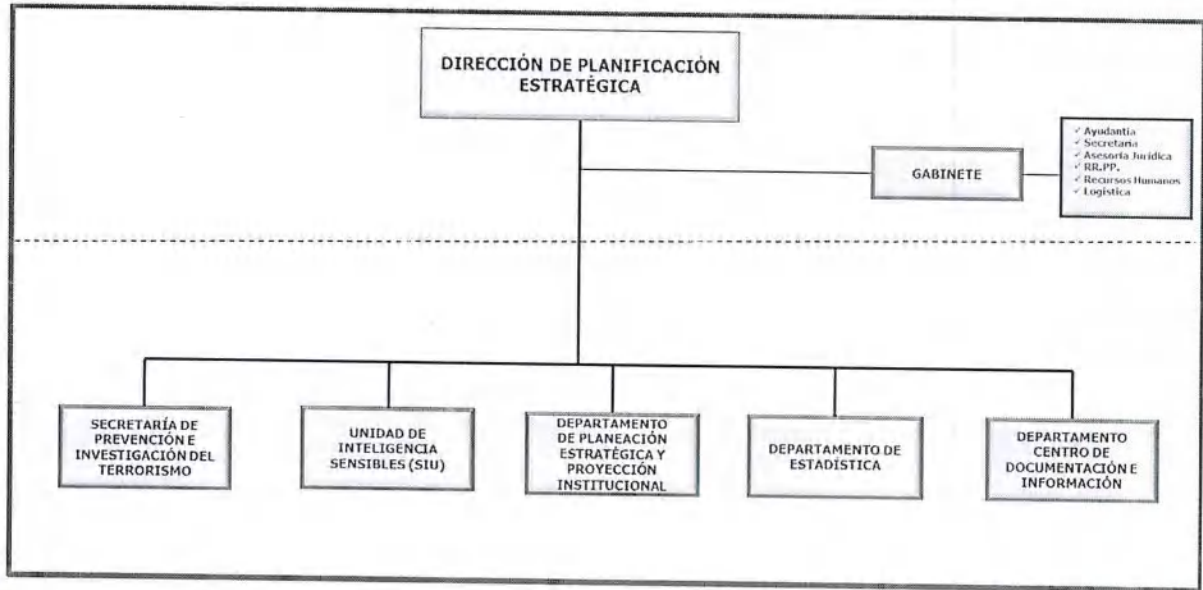 DIRECCIÓN DE PLANIFICACIÓN
ESTRATÉGICA
GABINETE
✓ Ayudantía
✓ Secretaría
✓ Asesoría Jurídica
✓ RR.PP.
✓ Recursos Humanos
✓ Logística
SECRETARÍA DE
PREVENCIÓN E
INVESTIGACIÓN DEL
TERRORISMO
UNIDAD DE
INTELIGENCIA
SENSIBLES (SIU)
DEPARTAMENTO
DE PLANEACIÓN
ESTRATÉGICA Y
PROYECCIÓN
INSTITUCIONAL
DEPARTAMENTO DE
ESTADÍSTICA
DEPARTAMENTO
CENTRO DE
DOCUMENTACIÓN E
INFORMACIÓN